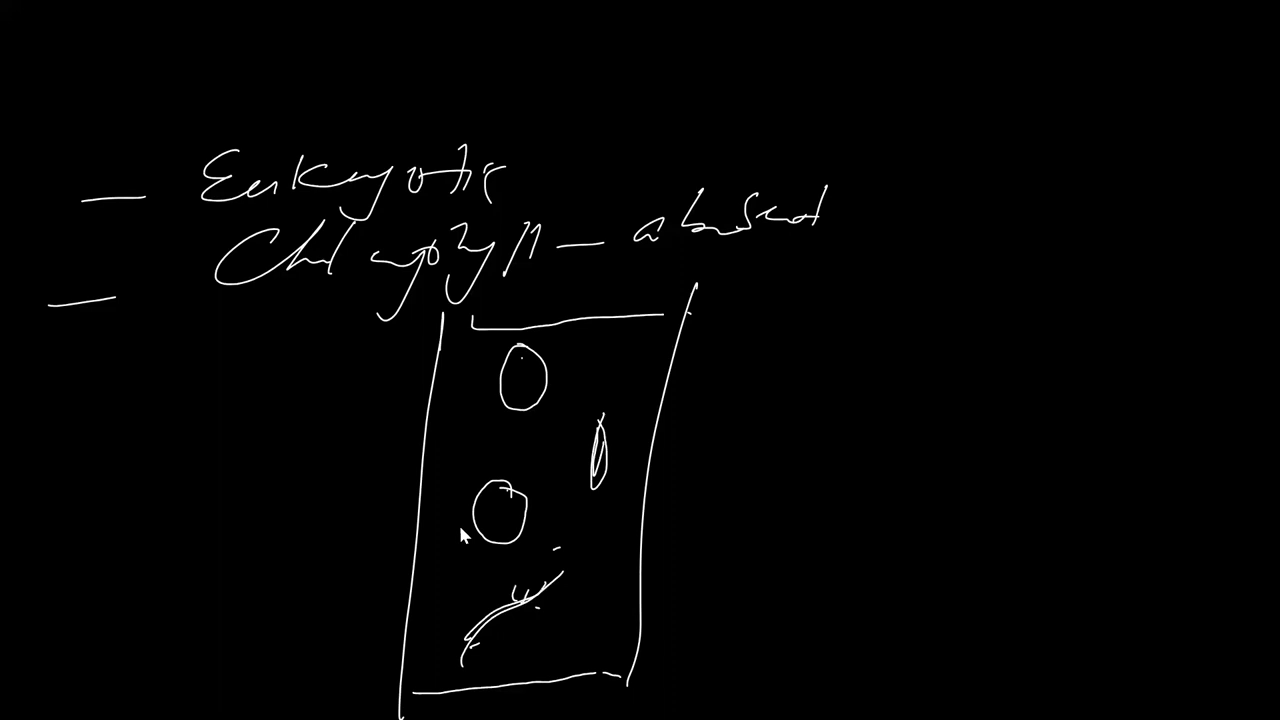 — Eukaryotic
— Chlorophyll — absent